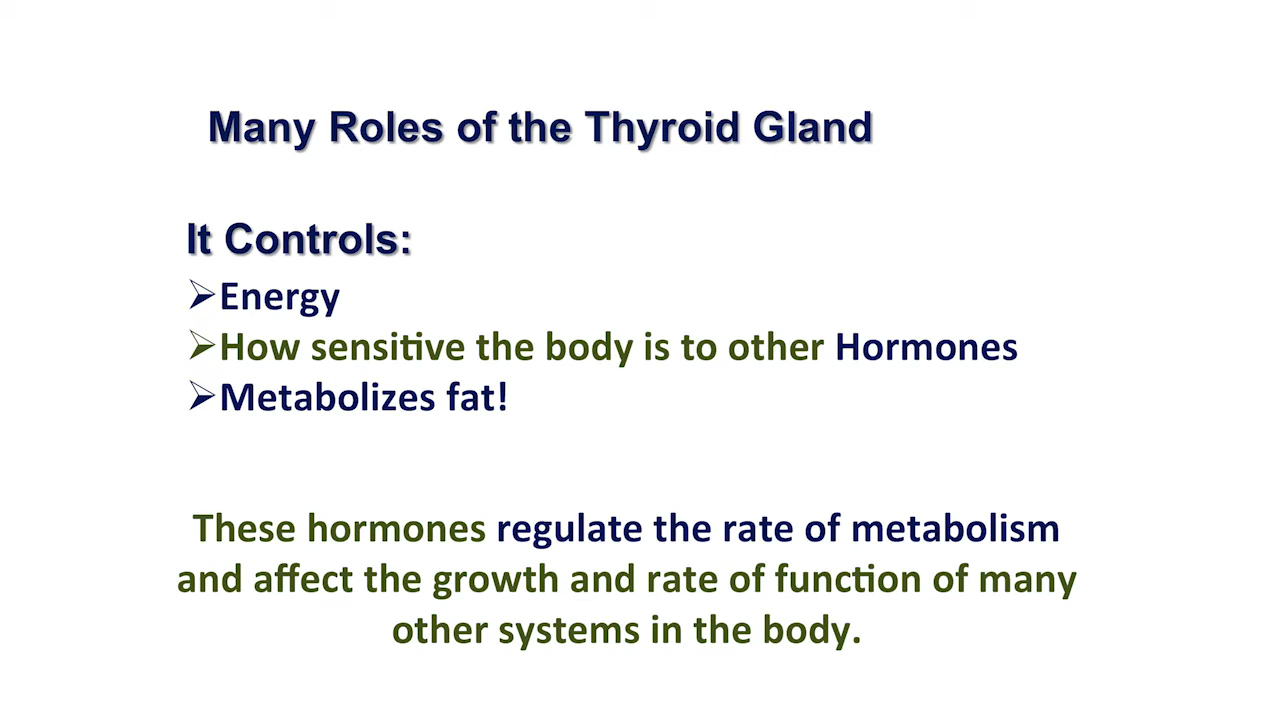 Many Roles of the Thyroid Gland
It Controls:
➢Energy
➢How sensitive the body is to other Hormones
➢Metabolizes fat!
These hormones regulate the rate of metabolism
and affect the growth and rate of function of many
other systems in the body.